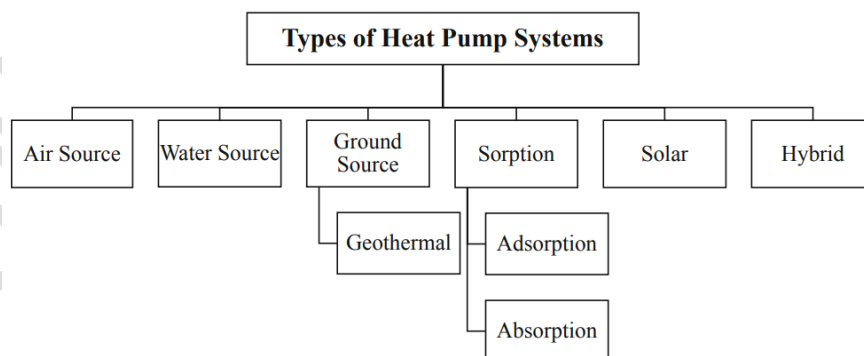 Types of Heat Pump Systems
Air Source
Water Source
Ground
Source
Sorption
Solar
Hybrid
Geothermal
Adsorption
Absorption